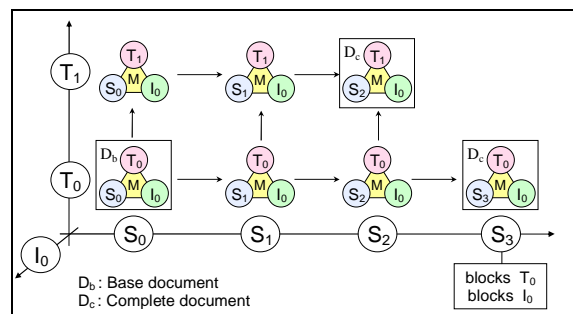 T1
T1
T1
Dc
M
M
M
S0
I0
S1
I0
S2
I0
T1
Db
T0
T0
T0
Dc
T0
M
M
M
M
S0
I0
S1
I0
S2
I0
S3
I0
T0
I0
S0
S1
S2
S3
Db: Base document
Dc: Complete document
blocks T0
blocks I0